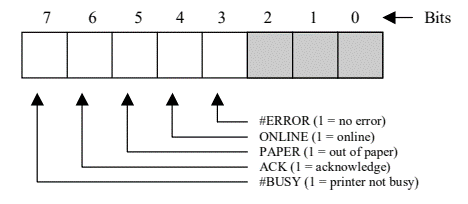 7 6 5 4 3 2 1 0 Bits
#ERROR (1 = no error)
ONLINE (1 = online)
PAPER (1 = out of paper)
ACK (1 = acknowledge)
#BUSY (1 = printer not busy)